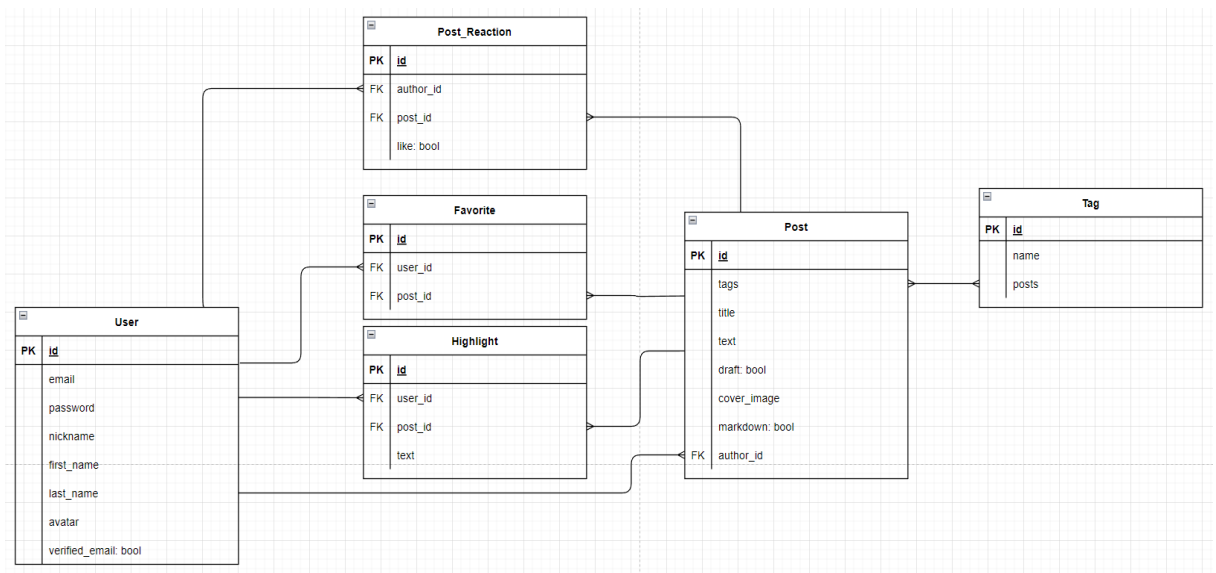 Post_Reaction
PK id
FK author_id
FK post_id
like: bool
Favorite
PK id
FK user_id
FK post_id
Highlight
PK id
FK user_id
FK post_id
text
User
PK id
email
password
nickname
first_name
last_name
avatar
verified_email: bool
Post
PK id
tags
title
text
draft: bool
cover_image
markdown: bool
FK author_id
Tag
PK id
name
posts